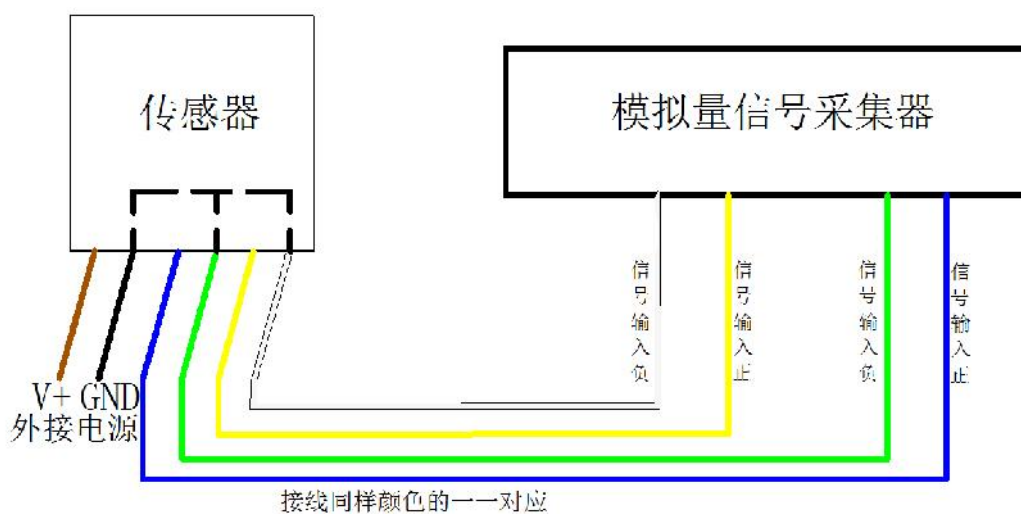 传感器
模拟量信号采集器
信号输入负
信号输入正
信号输入负
信号输入正
V+ GND
外接电源
接线同样颜色的一一对应